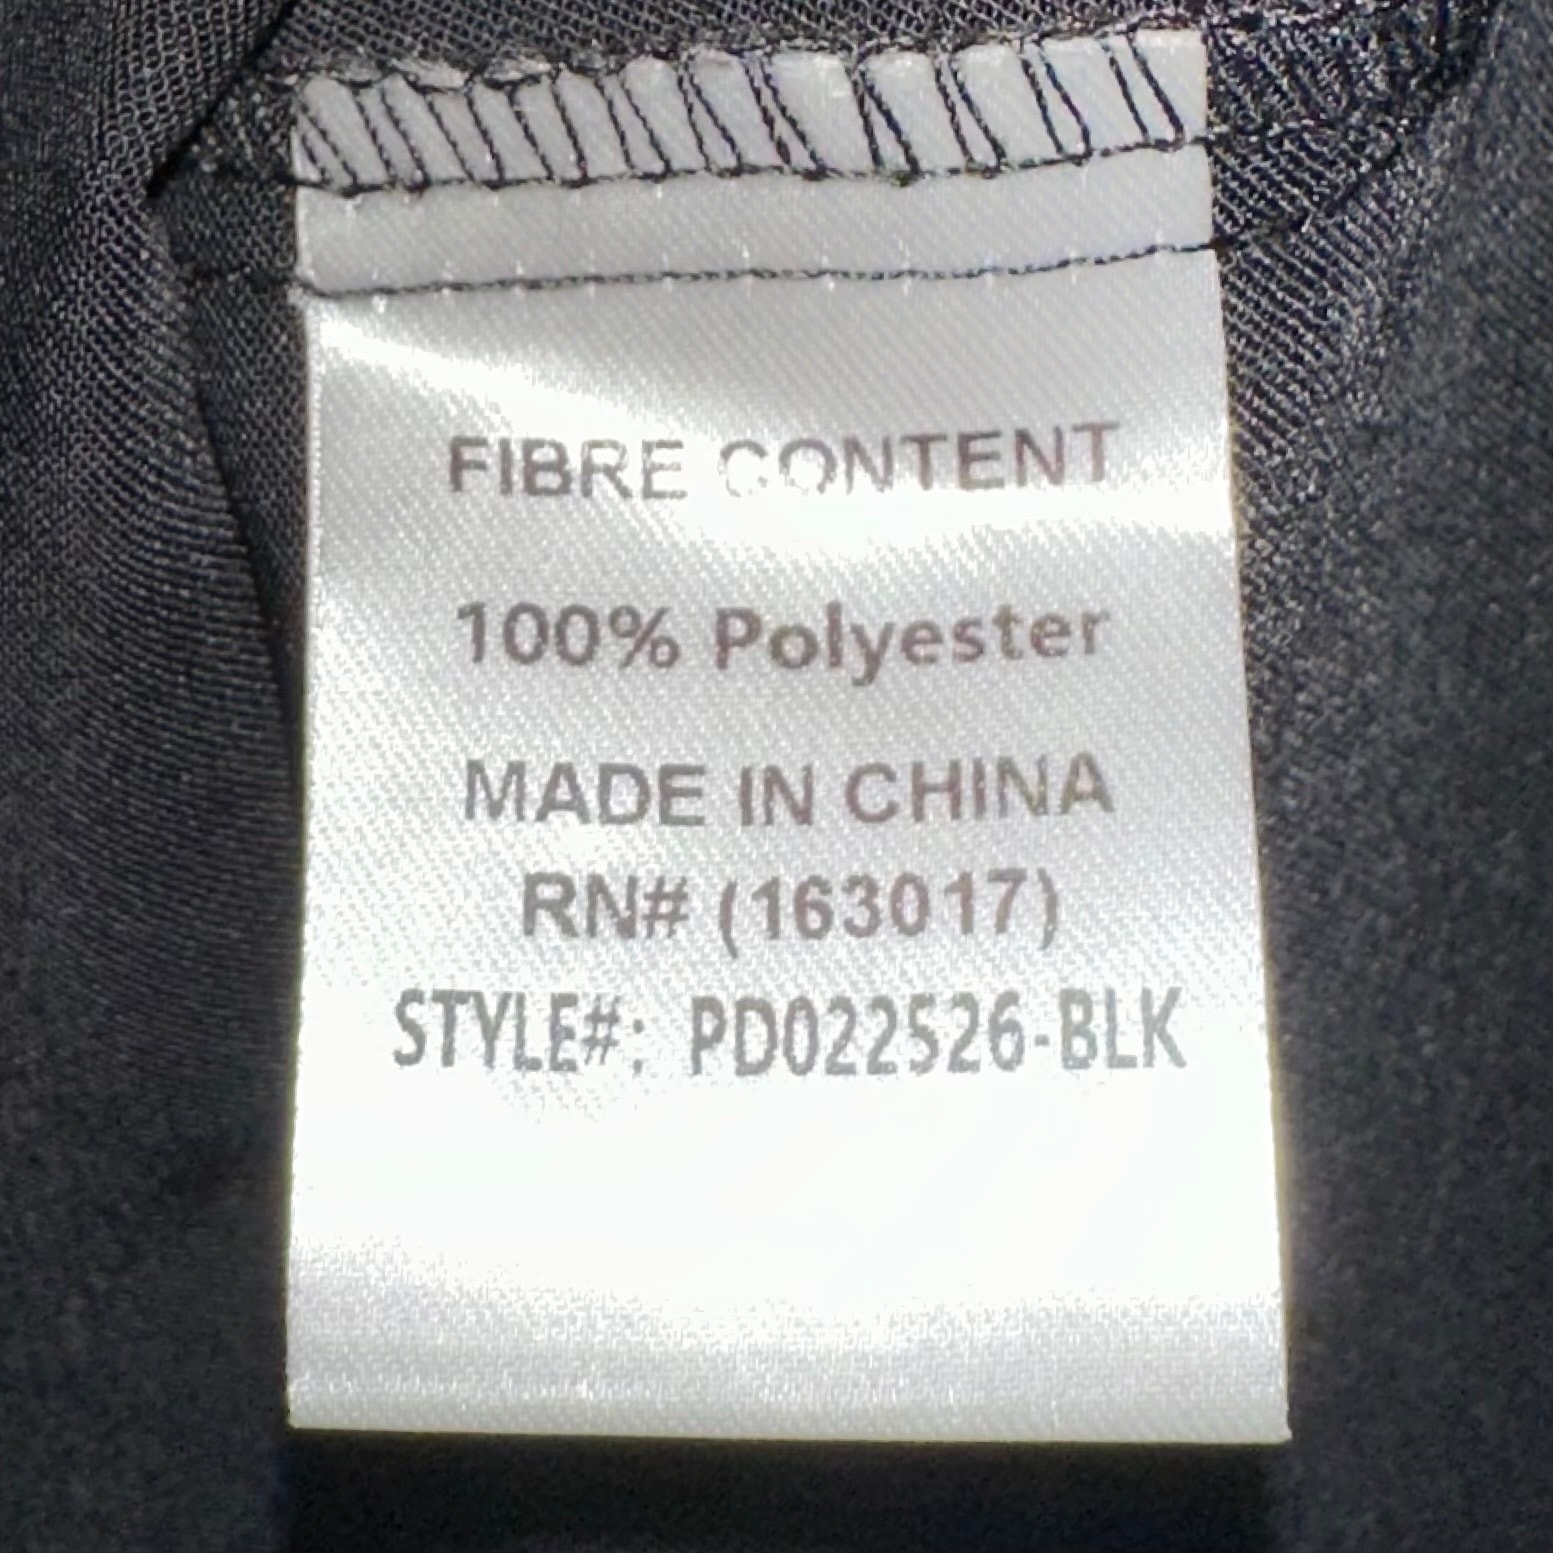 FIBRE CONTENT
100% Polyester
MADE IN CHINA
RN# (163017)
STYLE#: PD022526-BLK